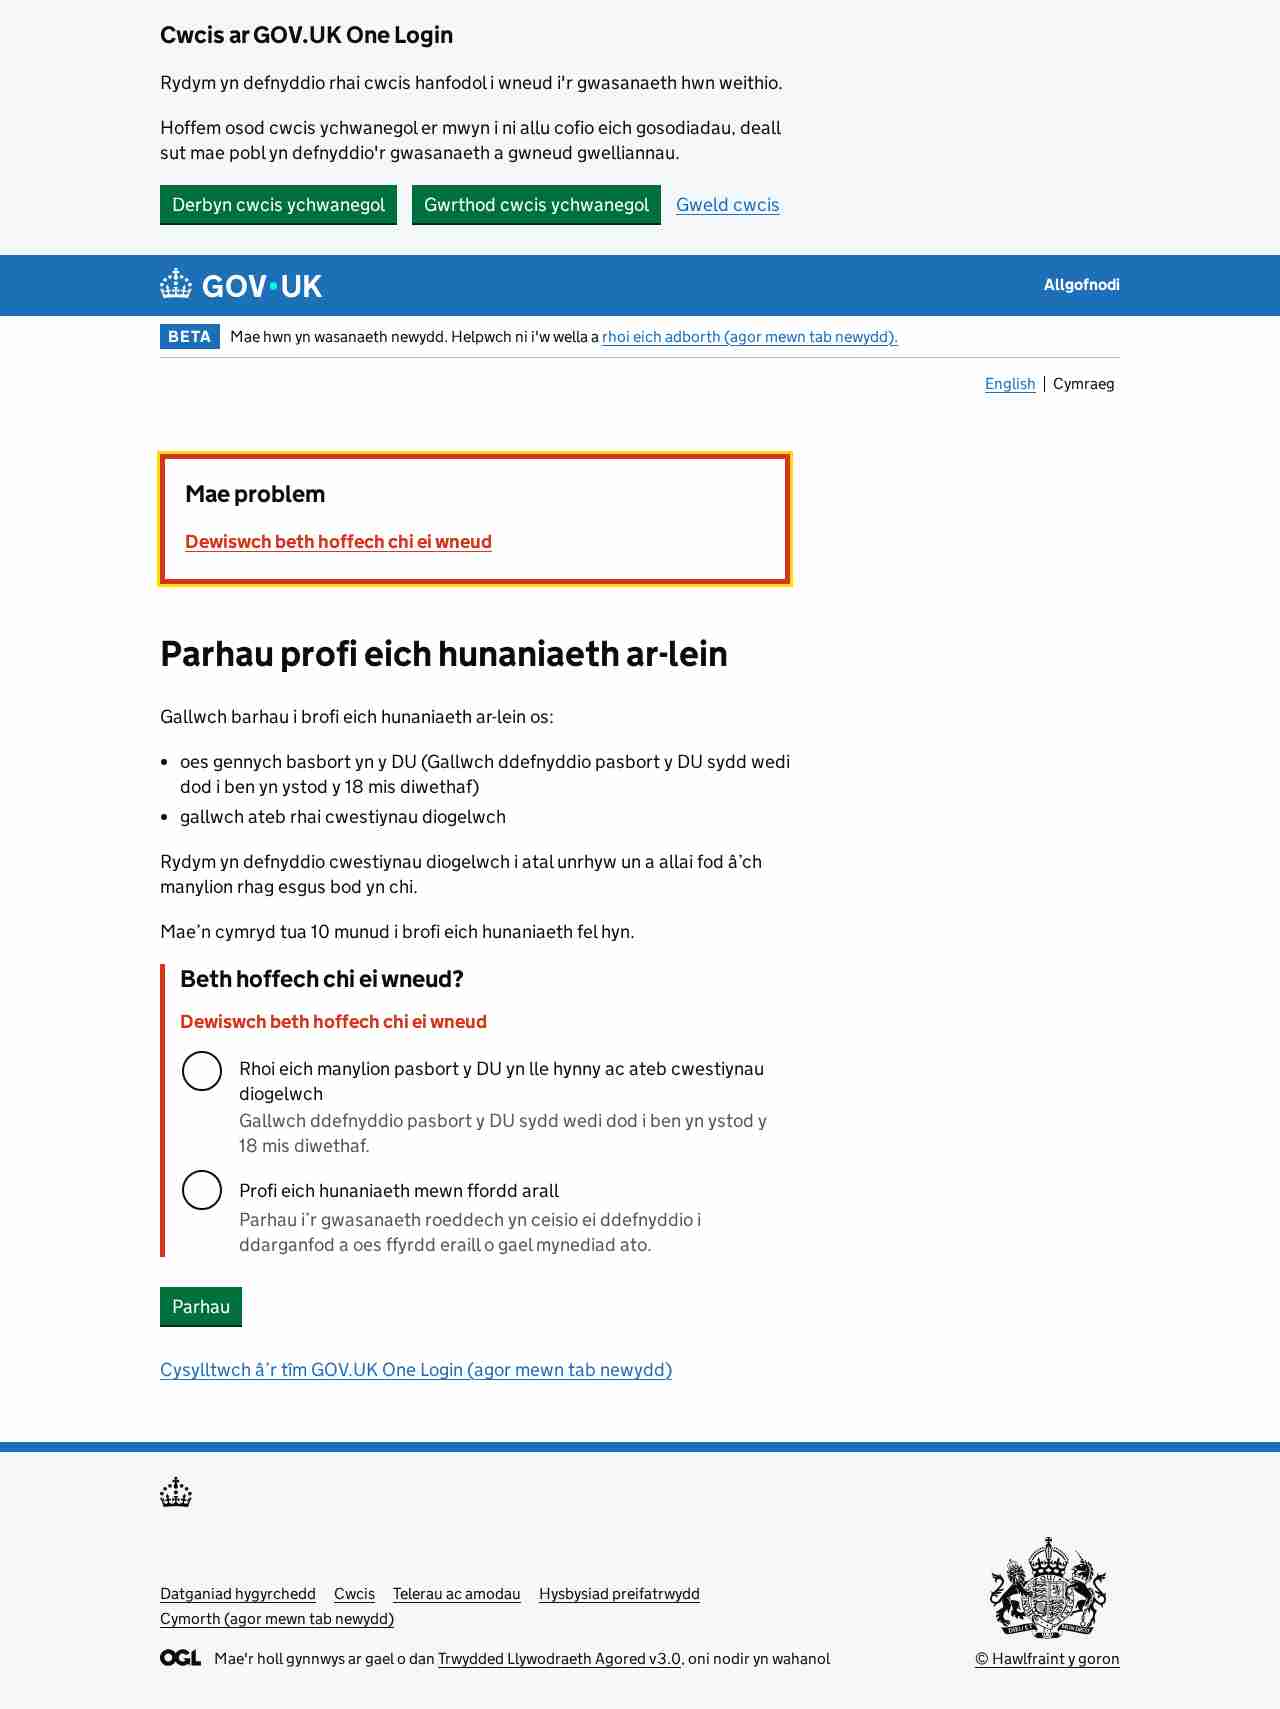 Cwcis ar GOV.UK One Login
Rydym yn defnyddio rhai cwcis hanfodol i wneud i'r gwasanaeth hwn weithio.
Hoffem osod cwcis ychwanegol er mwyn i ni allu cofio eich gosodiadau, deall
sut mae pobl yn defnyddio'r gwasanaeth a gwneud gwelliannau.
Derbyn cwcis ychwanegol Gwrthod cwcis ychwanegol Gweld cwcis
GOV·UK Allgofnodi
BETA Mae hwn yn wasanaeth newydd. Helpwch ni i'w wella a rhoi eich adborth (agor mewn tab newydd).
English | Cymraeg
Mae problem
Dewiswch beth hoffech chi ei wneud
Parhau profi eich hunaniaeth ar-lein
Gallwch barhau i brofi eich hunaniaeth ar-lein os:
• oes gennych basbort yn y DU (Gallwch ddefnyddio pasbort y DU sydd wedi
dod i ben yn ystod y 18 mis diwethaf)
• gallwch ateb rhai cwestiynau diogelwch
Rydym yn defnyddio cwestiynau diogelwch i atal unrhyw un a allai fod â’ch
manylion rhag esgus bod yn chi.
Mae’n cymryd tua 10 munud i brofi eich hunaniaeth fel hyn.
Beth hoffech chi ei wneud?
Dewiswch beth hoffech chi ei wneud
Rhoi eich manylion pasbort y DU yn lle hynny ac ateb cwestiynau
diogelwch
Gallwch ddefnyddio pasbort y DU sydd wedi dod i ben yn ystod y
18 mis diwethaf.
Profi eich hunaniaeth mewn ffordd arall
Parhau i’r gwasanaeth roeddech yn ceisio ei ddefnyddio i
ddarganfod a oes ffyrdd eraill o gael mynediad ato.
Parhau
Cysylltwch â’r tîm GOV.UK One Login (agor mewn tab newydd)
Datganiad hygyrchedd Cwcis Telerau ac amodau Hysbysiad preifatrwydd
Cymorth (agor mewn tab newydd)
OGL Mae'r holl gynnwys ar gael o dan Trwydded Llywodraeth Agored v3.0, oni nodir yn wahanol
© Hawlfraint y goron